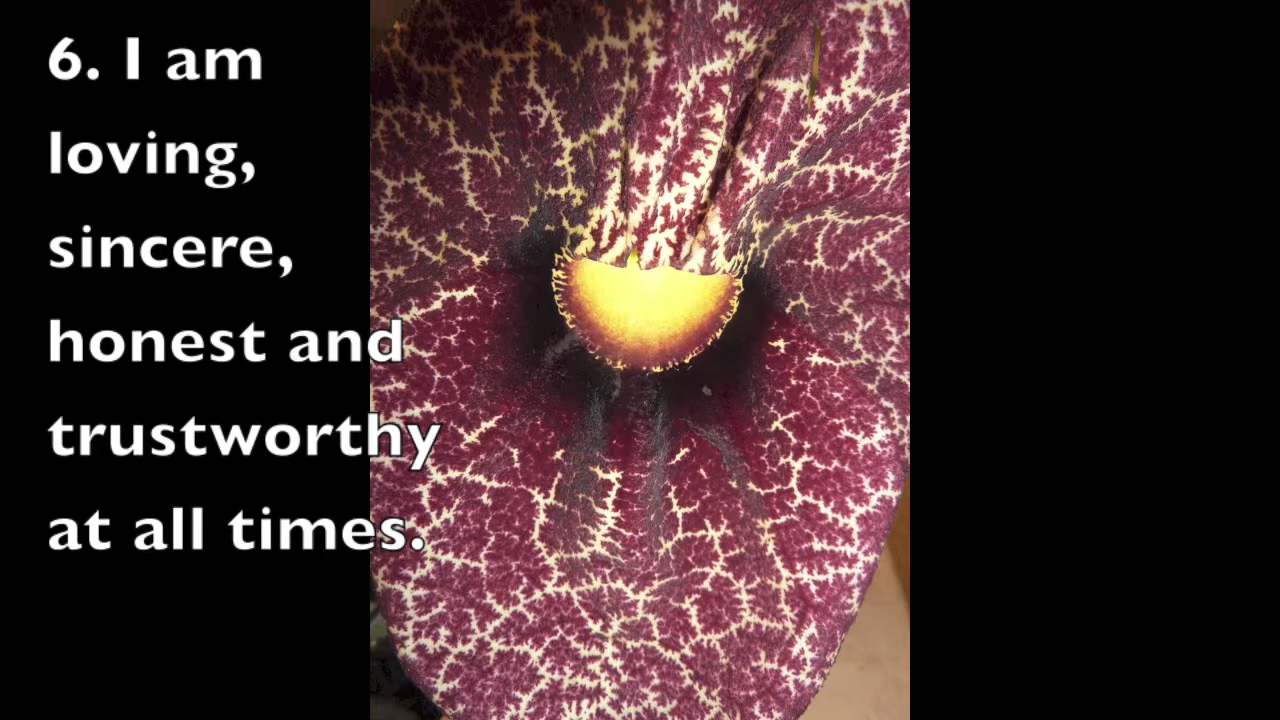 6. I am
loving,
sincere,
honest and
trustworthy
at all times.